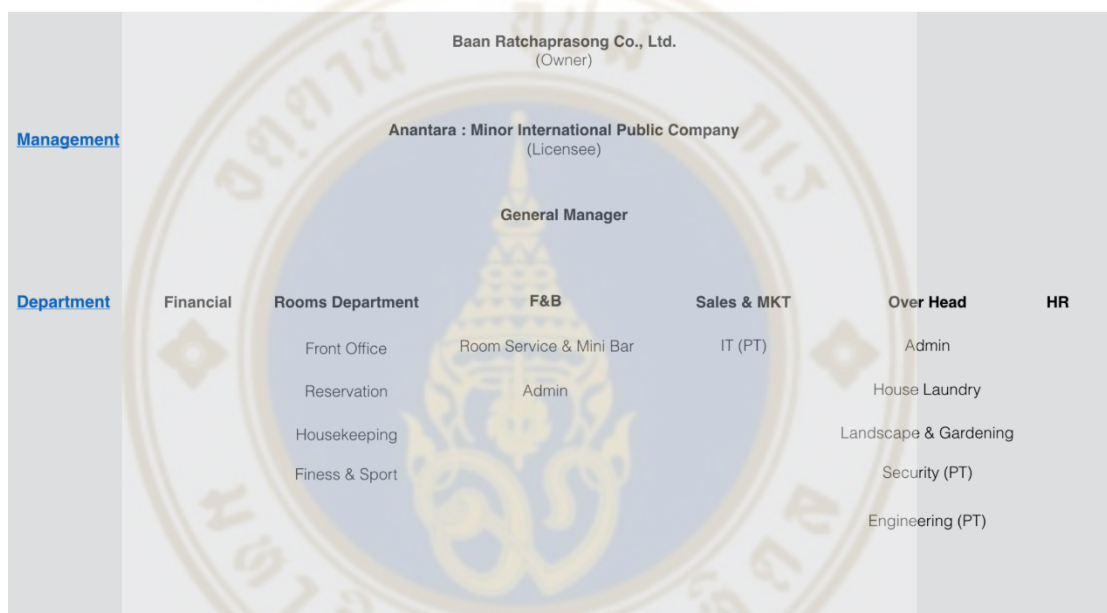 Baan Ratchaprasong Co., Ltd.
(Owner)
Management
Anantara : Minor International Public Company
(Licensee)
General Manager
Department Financial Rooms Department F&B Sales & MKT Over Head HR
Front Office Room Service & Mini Bar IT (PT) Admin
Reservation Admin House Laundry
Housekeeping Landscape & Gardening
Finess & Sport Security (PT)
Engineering (PT)